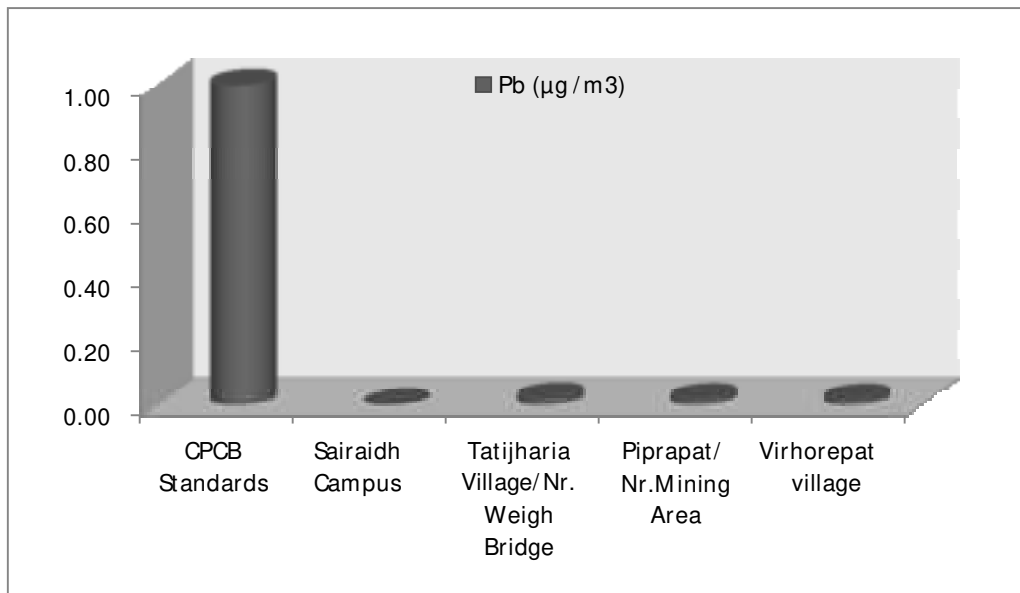 Pb (µg / m3)
1.00
0.80
0.60
0.40
0.20
0.00
CPCB
Standards
Sairaidh
Campus
Tatijharia
Village/ Nr.
Weigh
Bridge
Piprapat/
Nr.Mining
Area
Virhorepat
village